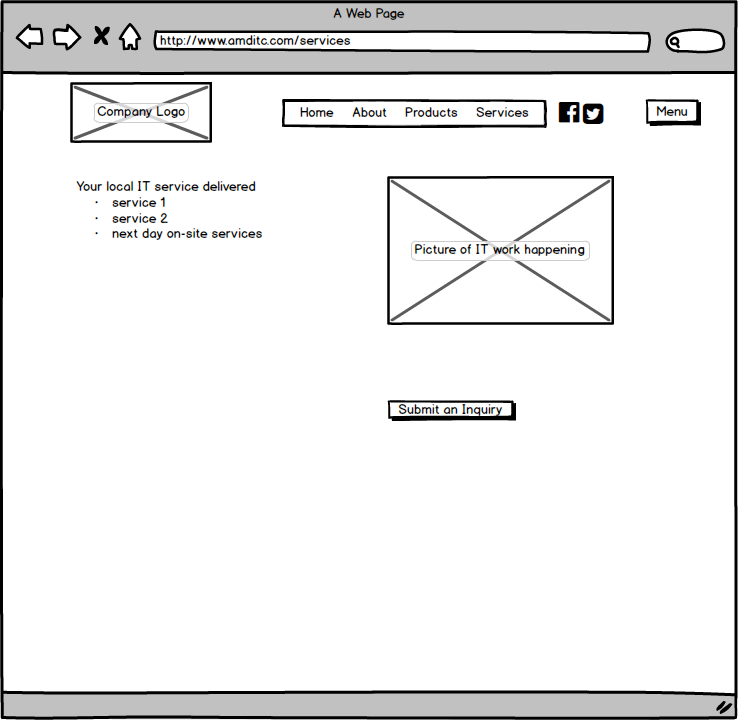 A Web Page
http://www.amditc.com/services
Company Logo
Home About Products Services
Menu
Your local IT service delivered
· service 1
· service 2
· next day on-site services
Picture of IT work happening
Submit an Inquiry